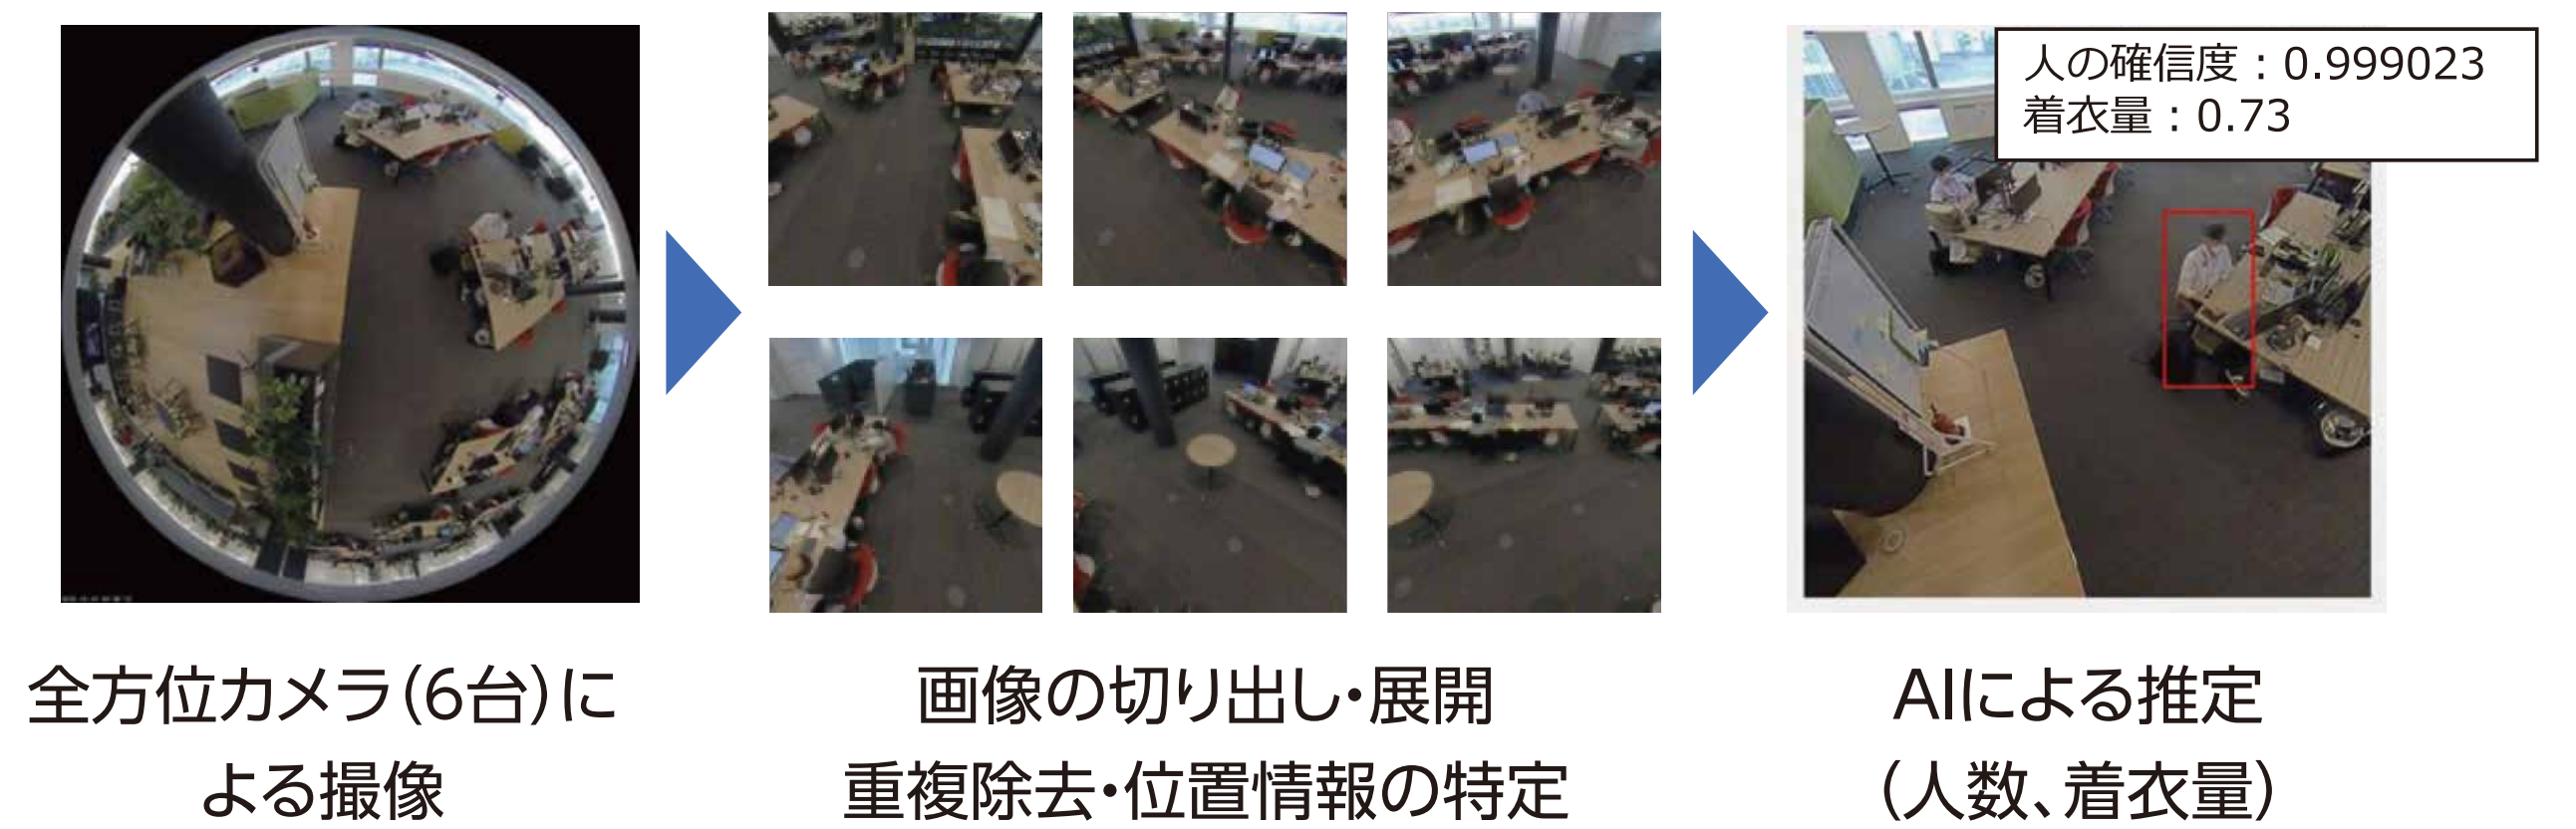 人の確信度：0.999023
着衣量：0.73
全方位カメラ（6台）に
よる撮像
画像の切り出し・展開
重複除去・位置情報の特定
AIによる推定
（人数、着衣量）